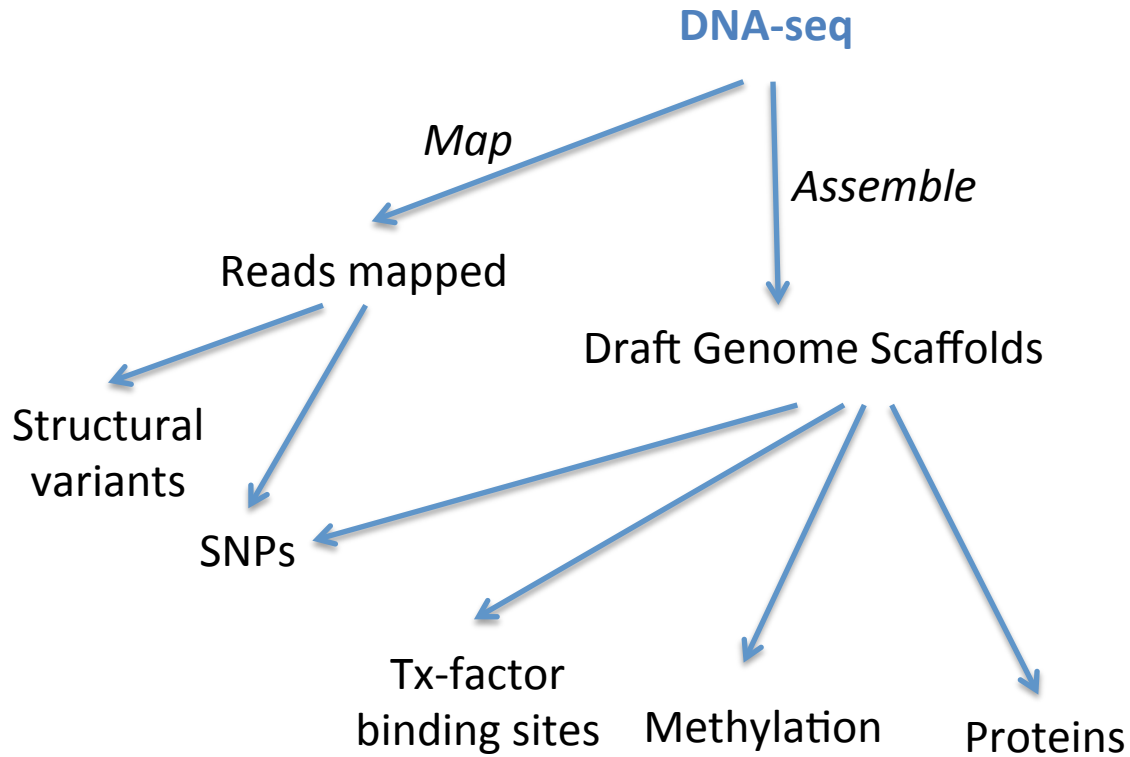 DNA-seq
Map
Assemble
Reads mapped
Draft Genome Scaffolds
Structural
variants
SNPs
Tx-factor
binding sites
Methylation
Proteins